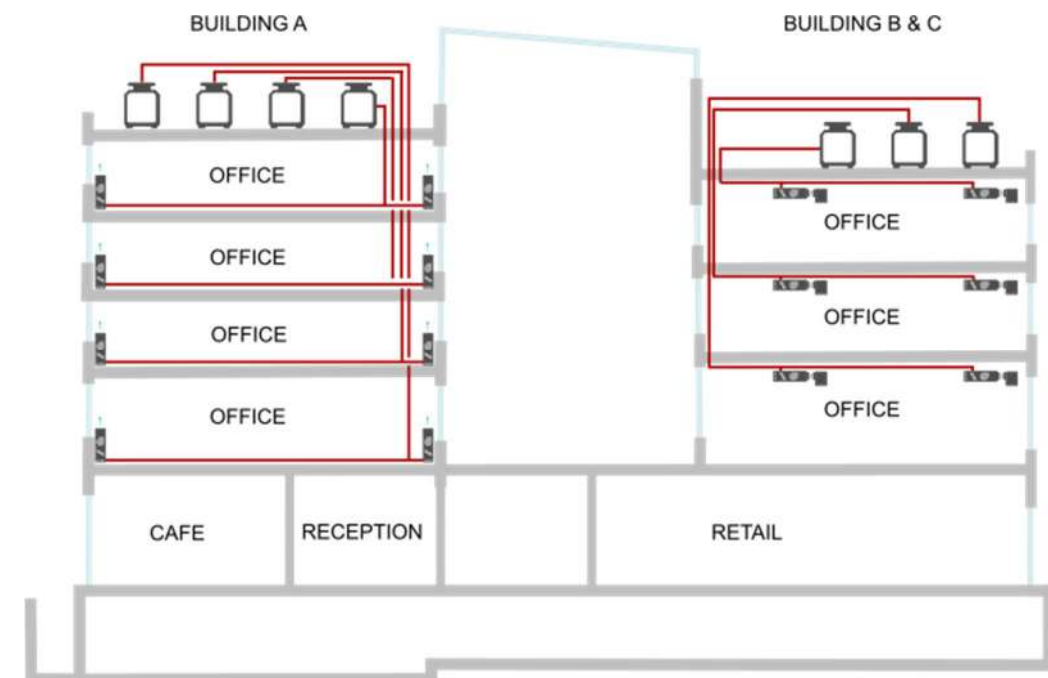 BUILDING A
BUILDING B & C
OFFICE
OFFICE
OFFICE
OFFICE
OFFICE
OFFICE
OFFICE
CAFE
RECEPTION
RETAIL